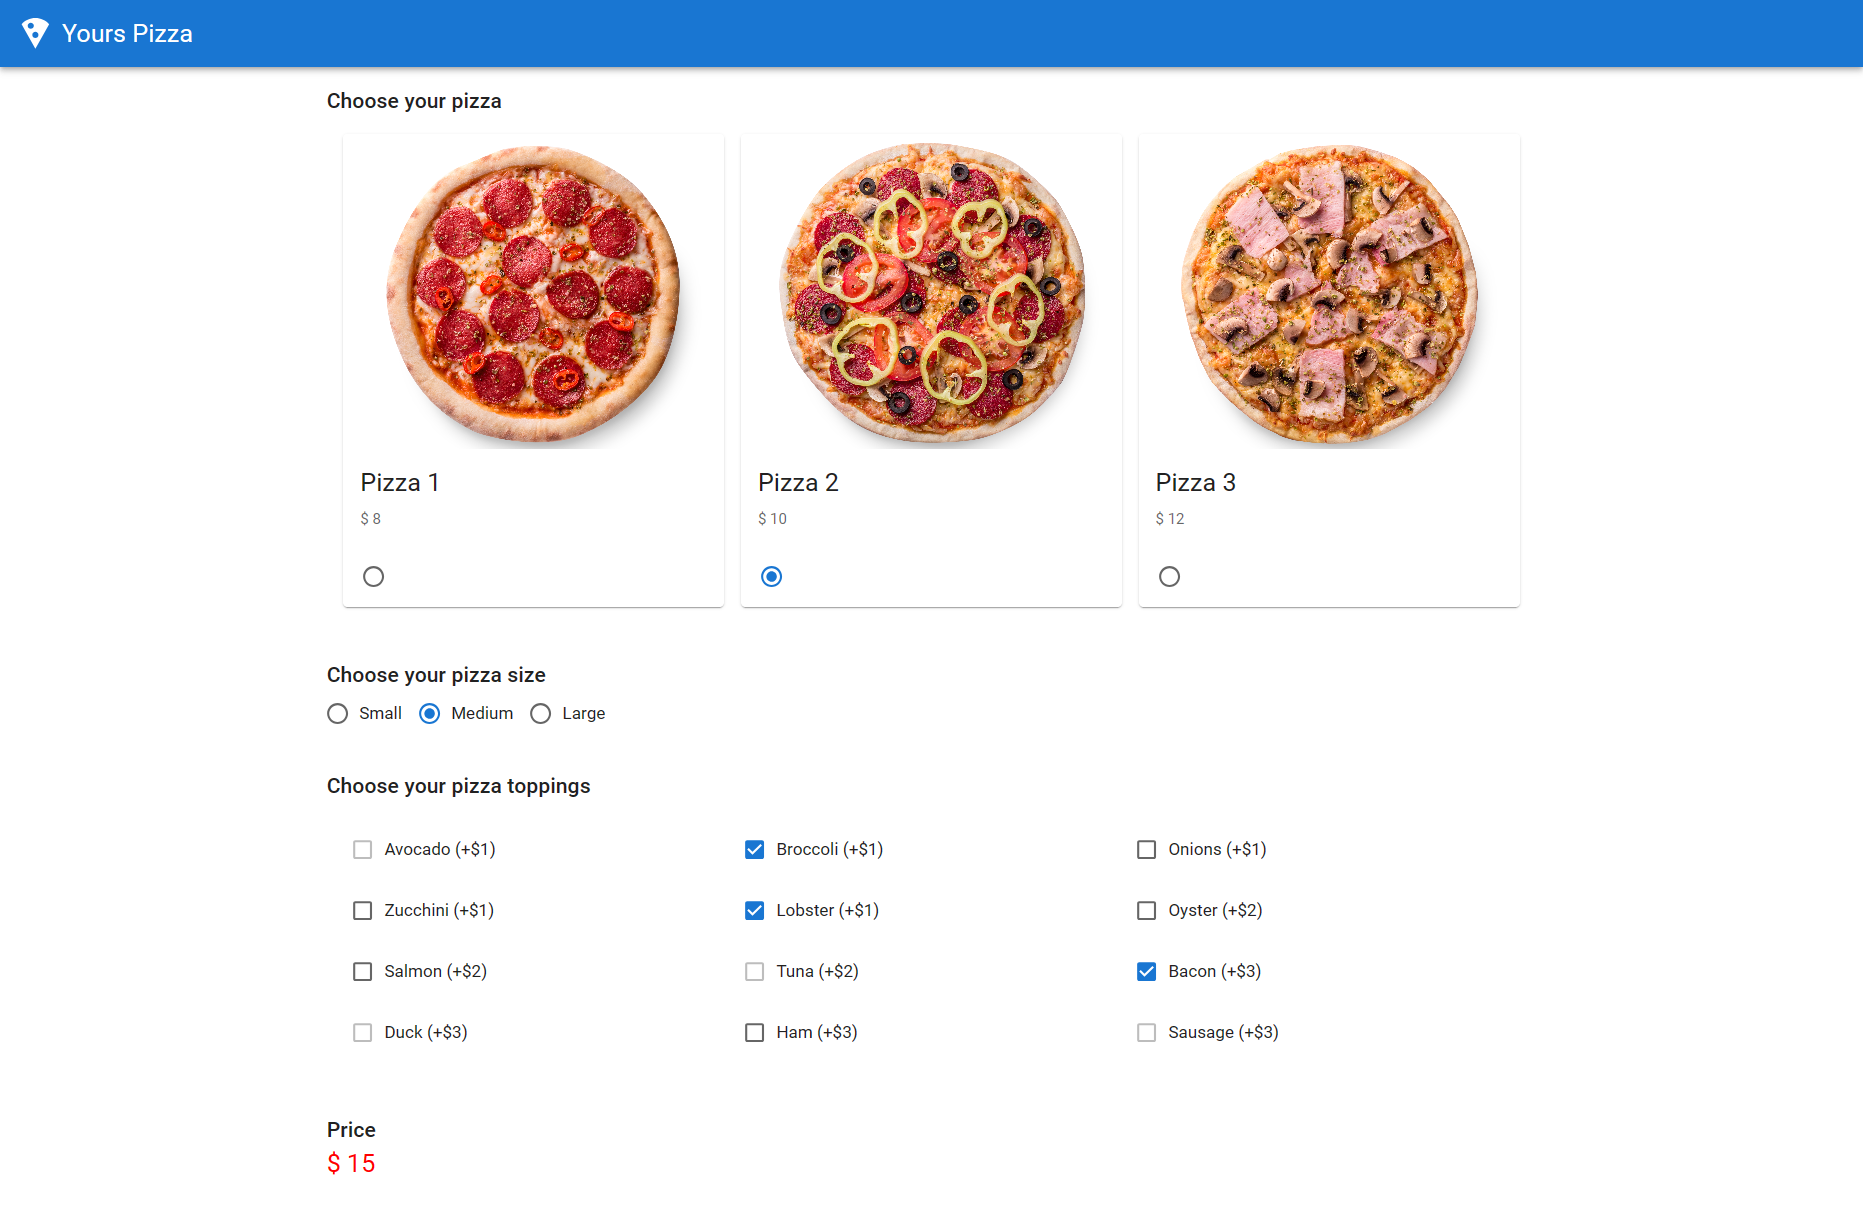 Yours Pizza
Choose your pizza
Pizza 1
$ 8
Pizza 2
$ 10
Pizza 3
$ 12
Choose your pizza size
Small
Medium
Large
Choose your pizza toppings
Avocado (+$1)
Broccoli (+$1)
Onions (+$1)
Zucchini (+$1)
Lobster (+$1)
Oyster (+$2)
Salmon (+$2)
Tuna (+$2)
Bacon (+$3)
Duck (+$3)
Ham (+$3)
Sausage (+$3)
Price
$ 15